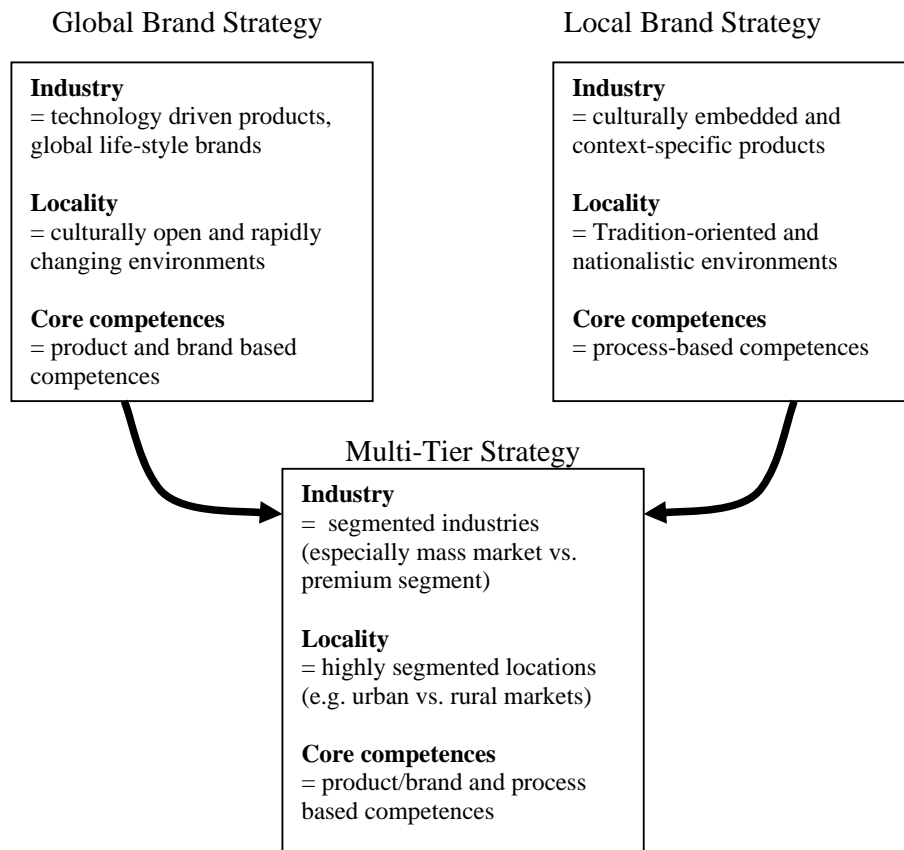 Global Brand Strategy
Industry
= technology driven products,
global life-style brands
Locality
= culturally open and rapidly
changing environments
Core competences
= product and brand based
competences
Local Brand Strategy
Industry
= culturally embedded and
context-specific products
Locality
= Tradition-oriented and
nationalistic environments
Core competences
= process-based competences
Multi-Tier Strategy
Industry
= segmented industries
(especially mass market vs.
premium segment)
Locality
= highly segmented locations
(e.g. urban vs. rural markets)
Core competences
= product/brand and process
based competences